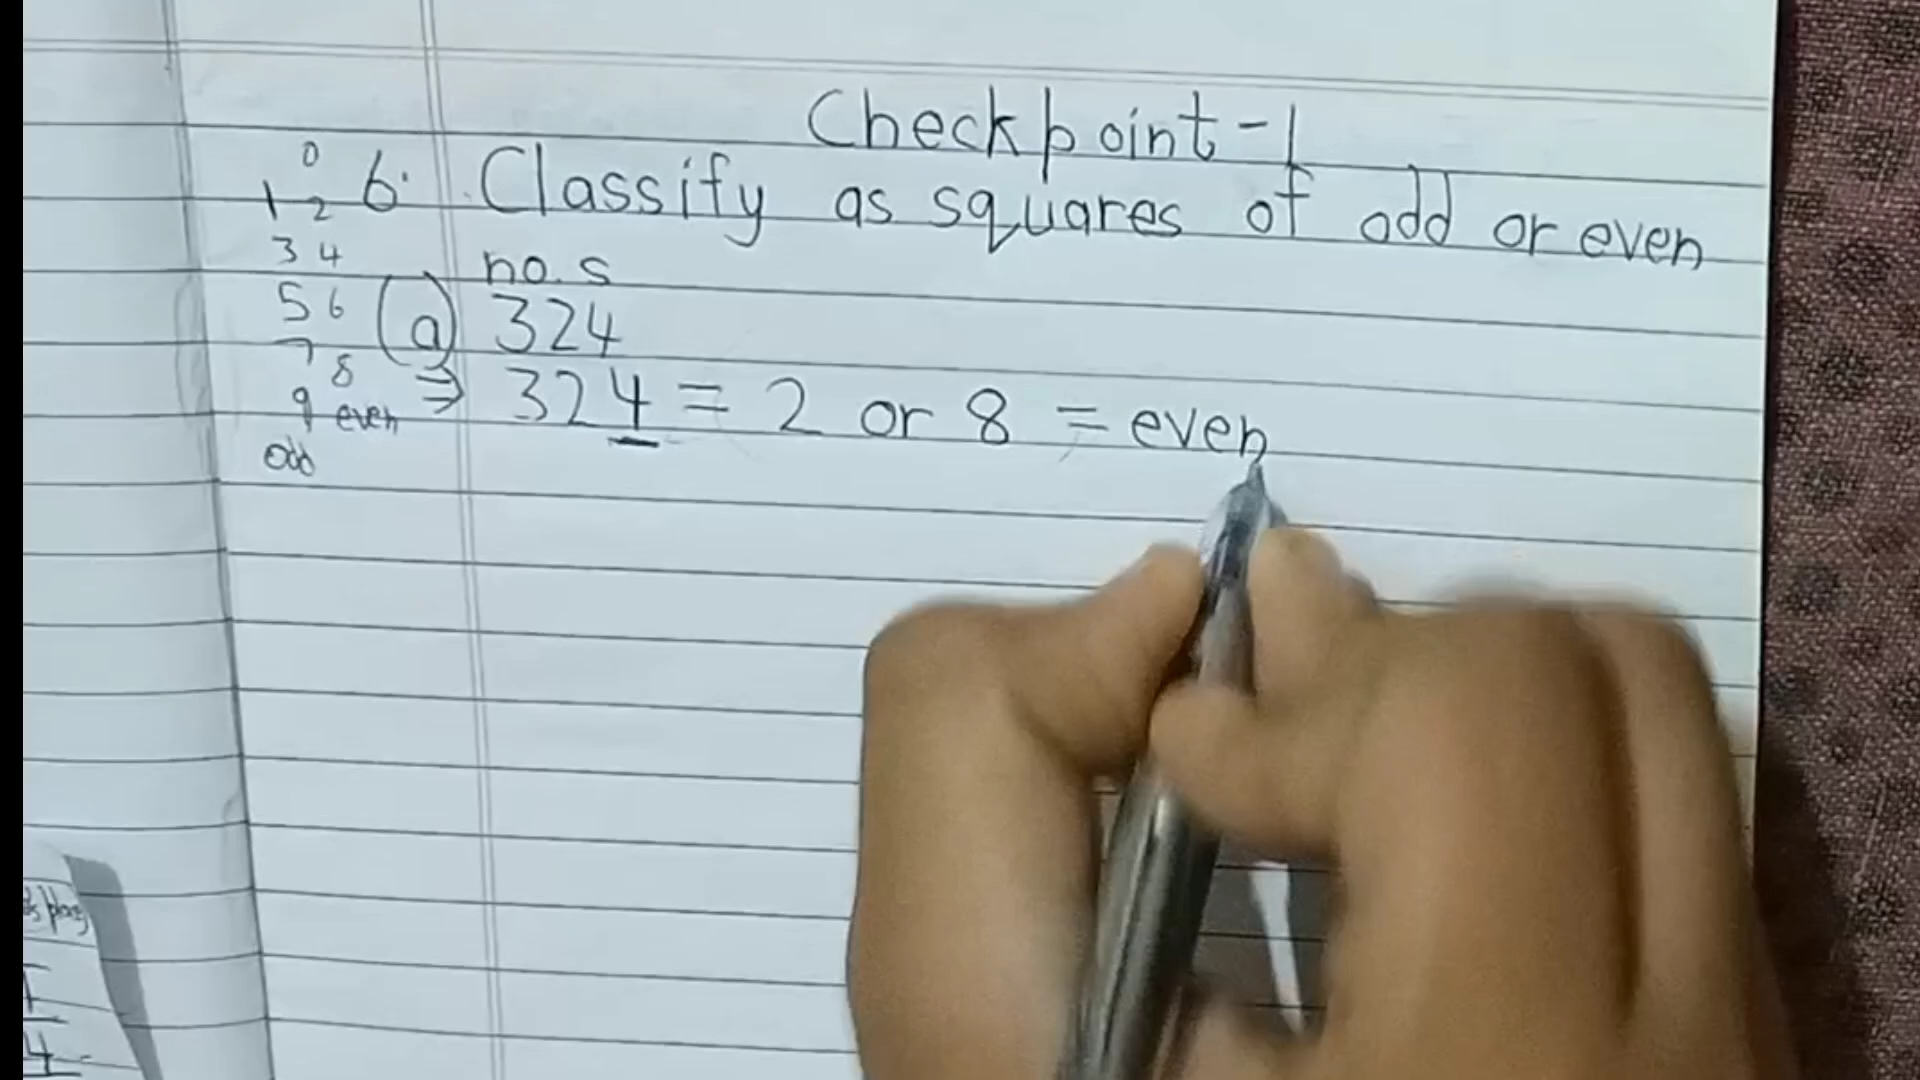 Checkpoint-1
6. Classify as squares of odd or even
no.s
0
1 2
3 4
5 6
7 8
9 even
odd
(a) 324
⇒ 324 = 2 or 8 = even
4